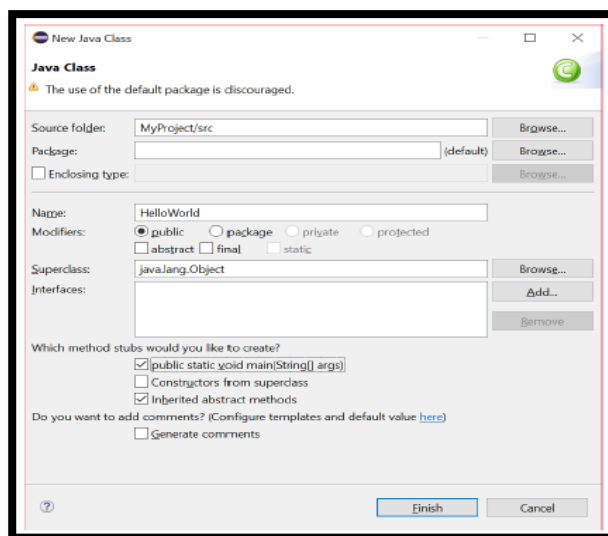 New Java Class
Java Class
The use of the default package is discouraged.
Source folder: MyProject/src Browse...
Package: (default) Browse...
Enclosing type: Browse...
Name: HelloWorld
Modifiers: public package private protected
abstract final static
Superclass: java.lang.Object Browse...
Interfaces: Add...
Remove
Which method stubs would you like to create?
public static void main(String[] args)
Constructors from superclass
Inherited abstract methods
Do you want to add comments? (Configure templates and default value here)
Generate comments
? Finish Cancel